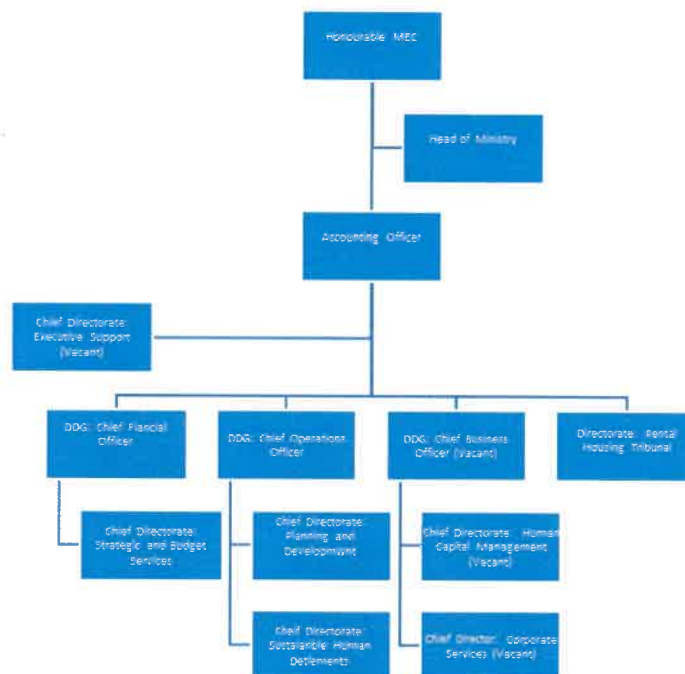 Honourable MEC
Head of Ministry
Accounting Officer
Chief Directorate:
Executive Support
(Vacant)
DDG: Chief Fiancial
Officer
DDG: Chief Operations
Officer
DDG: Chief Business
Officer (Vacant)
Directorate: Rental
Housing Tribunal
Chief Directorate:
Strategic and Budget
Services
Chief Directorate:
Planning and
Development
Chief Directorate: Human
Capital Management
(Vacant)
Cheif Directorate:
Sustainable Human
Chief Director: Corporate
Services (Vacant)